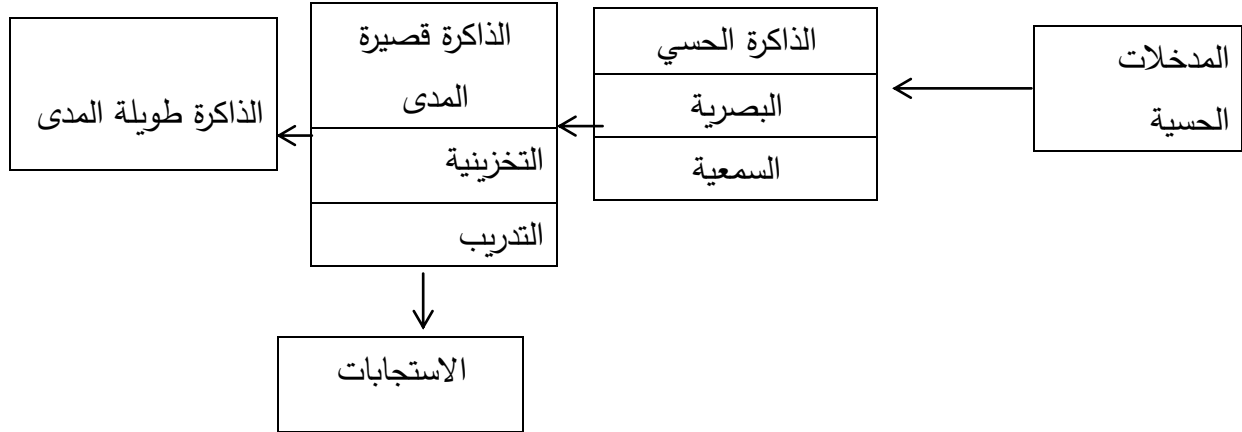 المدخلات
الحسية
الذاكرة الحسي
البصرية
السمعية
الذاكرة قصيرة
المدى
التخزينية
التدريب
الذاكرة طويلة المدى
الاستجابات